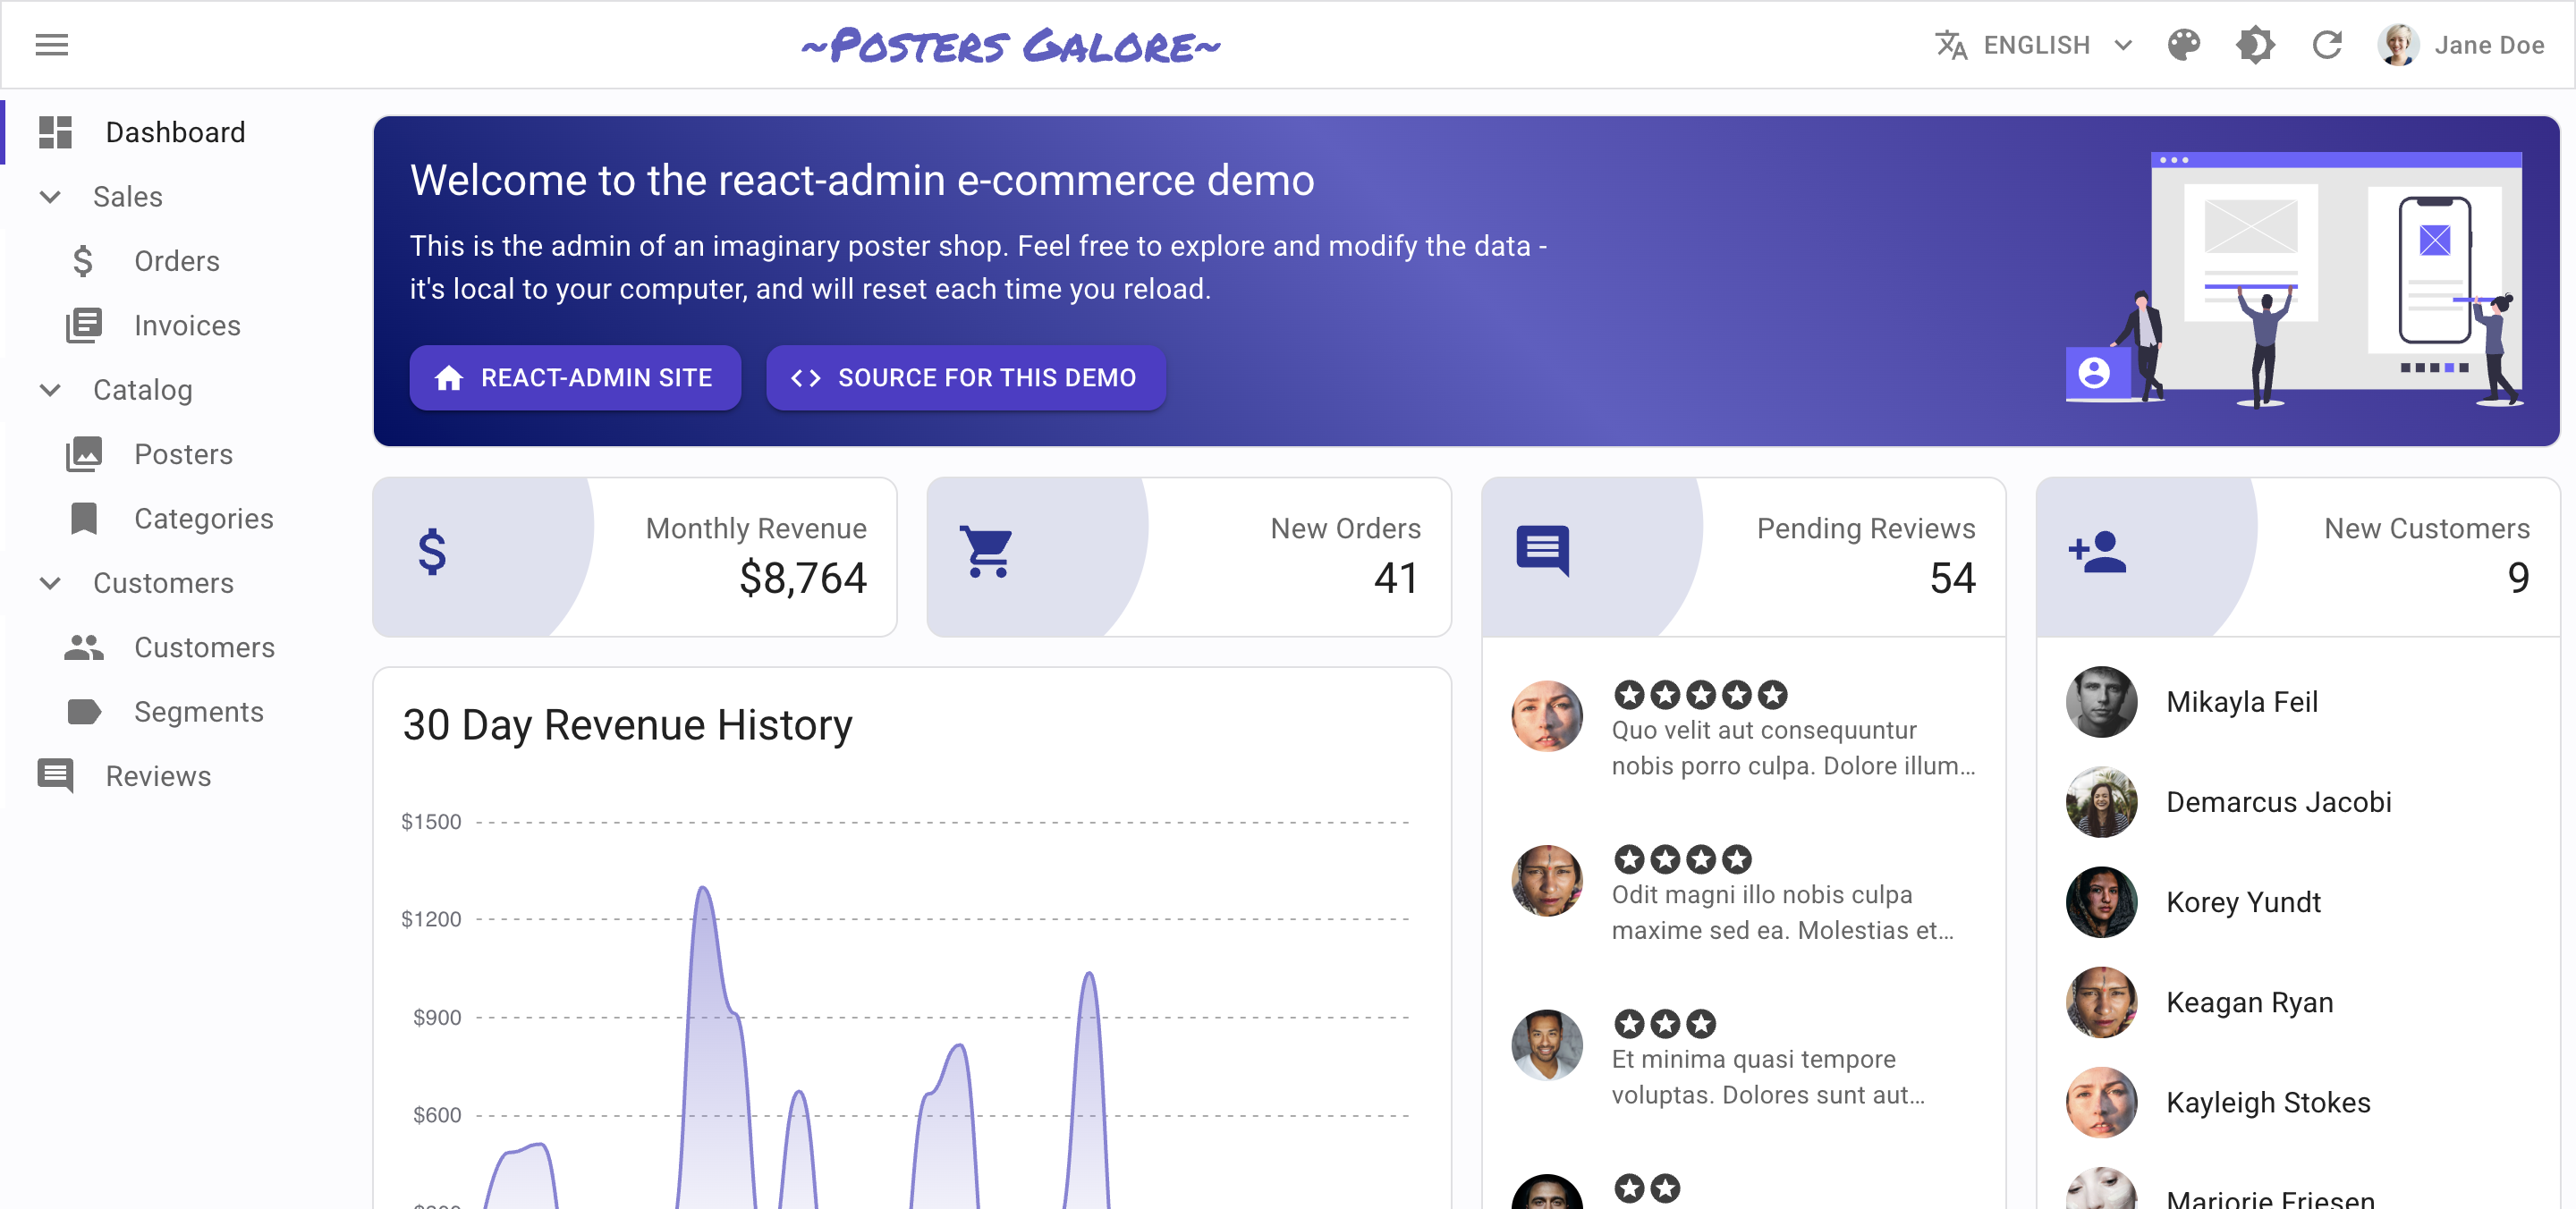 ~Posters Galore~
ENGLISH
Jane Doe
Dashboard
Sales
Orders
Invoices
Catalog
Posters
Categories
Customers
Customers
Segments
Reviews
Welcome to the react-admin e-commerce demo
This is the admin of an imaginary poster shop. Feel free to explore and modify the data -
it's local to your computer, and will reset each time you reload.
REACT-ADMIN SITE
SOURCE FOR THIS DEMO
Monthly Revenue
$8,764
New Orders
41
Pending Reviews
54
New Customers
9
30 Day Revenue History
$1500
$1200
$900
$600
Quo velit aut consequuntur
nobis porro culpa. Dolore illum...
Odit magni illo nobis culpa
maxime sed ea. Molestias et...
Et minima quasi tempore
voluptas. Dolores sunt aut...
Mikayla Feil
Demarcus Jacobi
Korey Yundt
Keagan Ryan
Kayleigh Stokes
Marjorie Friesen